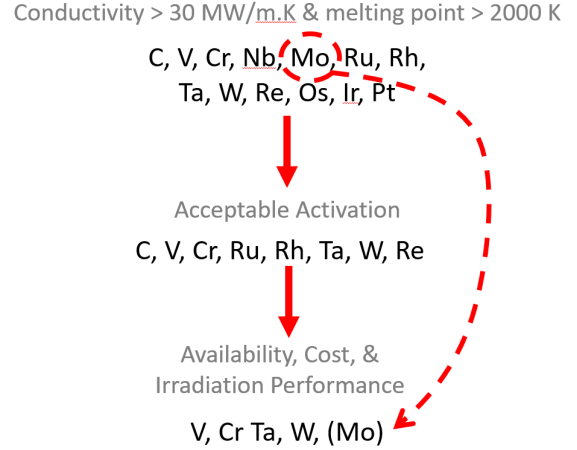 Conductivity > 30 MW/m.K & melting point > 2000 K
C, V, Cr, Nb, Mo, Ru, Rh,
Ta, W, Re, Os, Ir, Pt
Acceptable Activation
C, V, Cr, Ru, Rh, Ta, W, Re
Availability, Cost, &
Irradiation Performance
V, Cr Ta, W, (Mo)